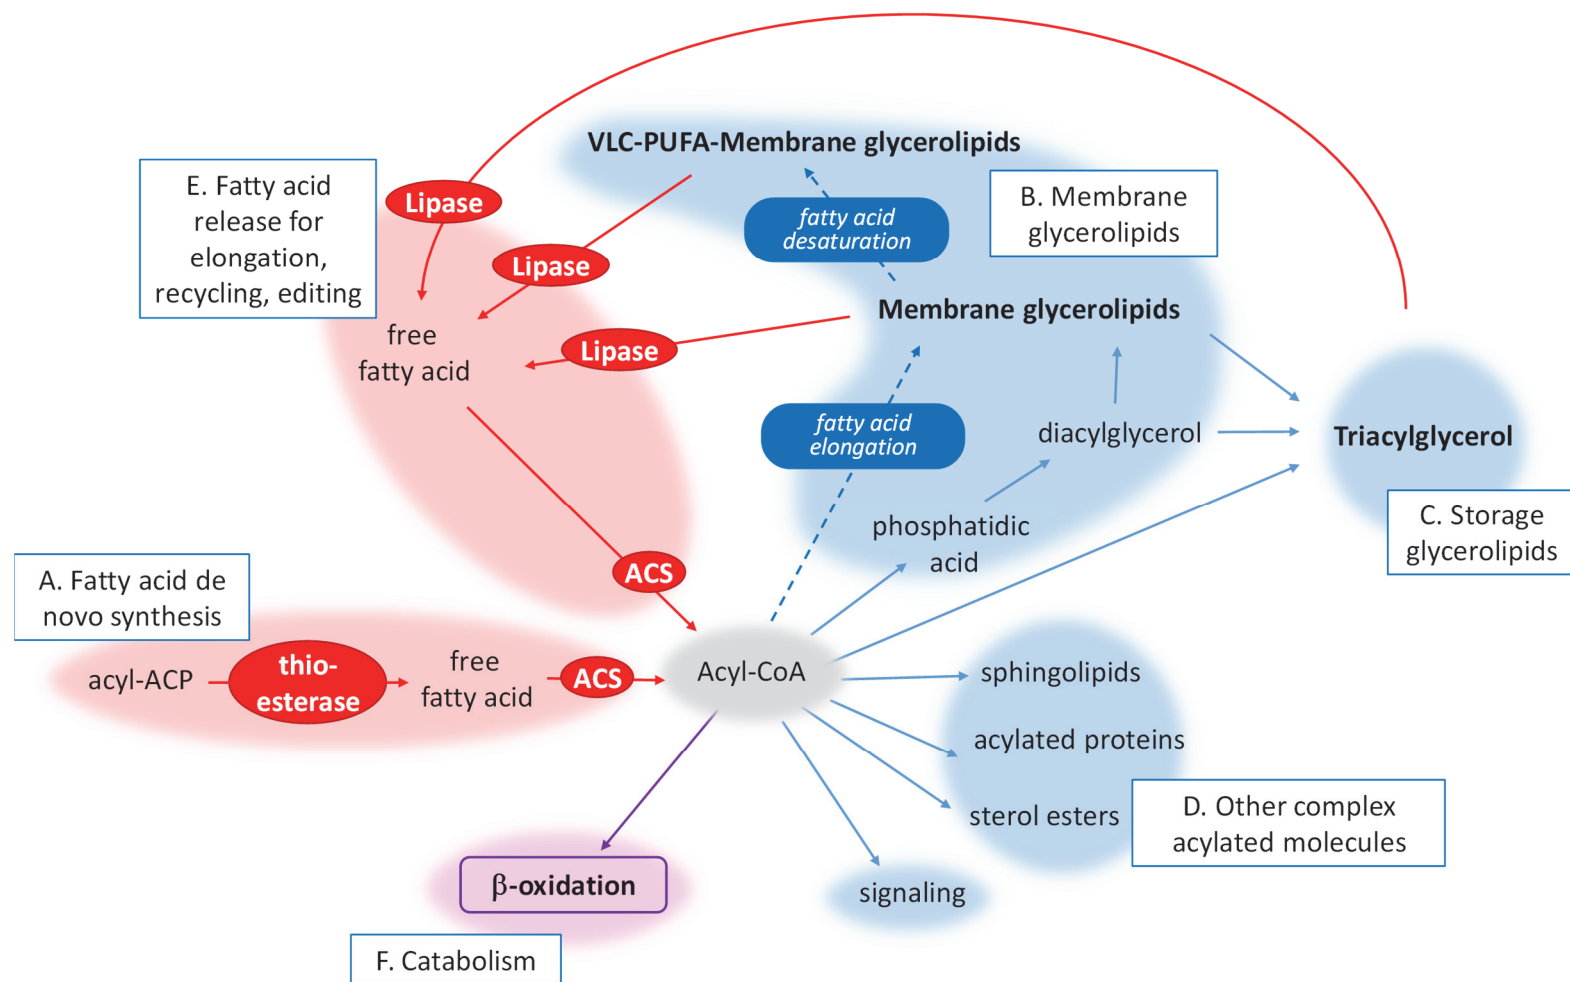 VLC-PUFA-Membrane glycerolipids
E. Fatty acid
release for
elongation,
recycling, editing
Lipase
Lipase
Lipase
free
fatty acid
fatty acid
desaturation
B. Membrane
glycerolipids
Membrane glycerolipids
fatty acid
elongation
diacylglycerol
Triacylglycerol
C. Storage
glycerolipids
phosphatidic
acid
ACS
A. Fatty acid de
novo synthesis
acyl-ACP
thio-
esterase
free
fatty acid
ACS
Acyl-CoA
sphingolipids
acylated proteins
sterol esters
D. Other complex
acylated molecules
signaling
β-oxidation
F. Catabolism